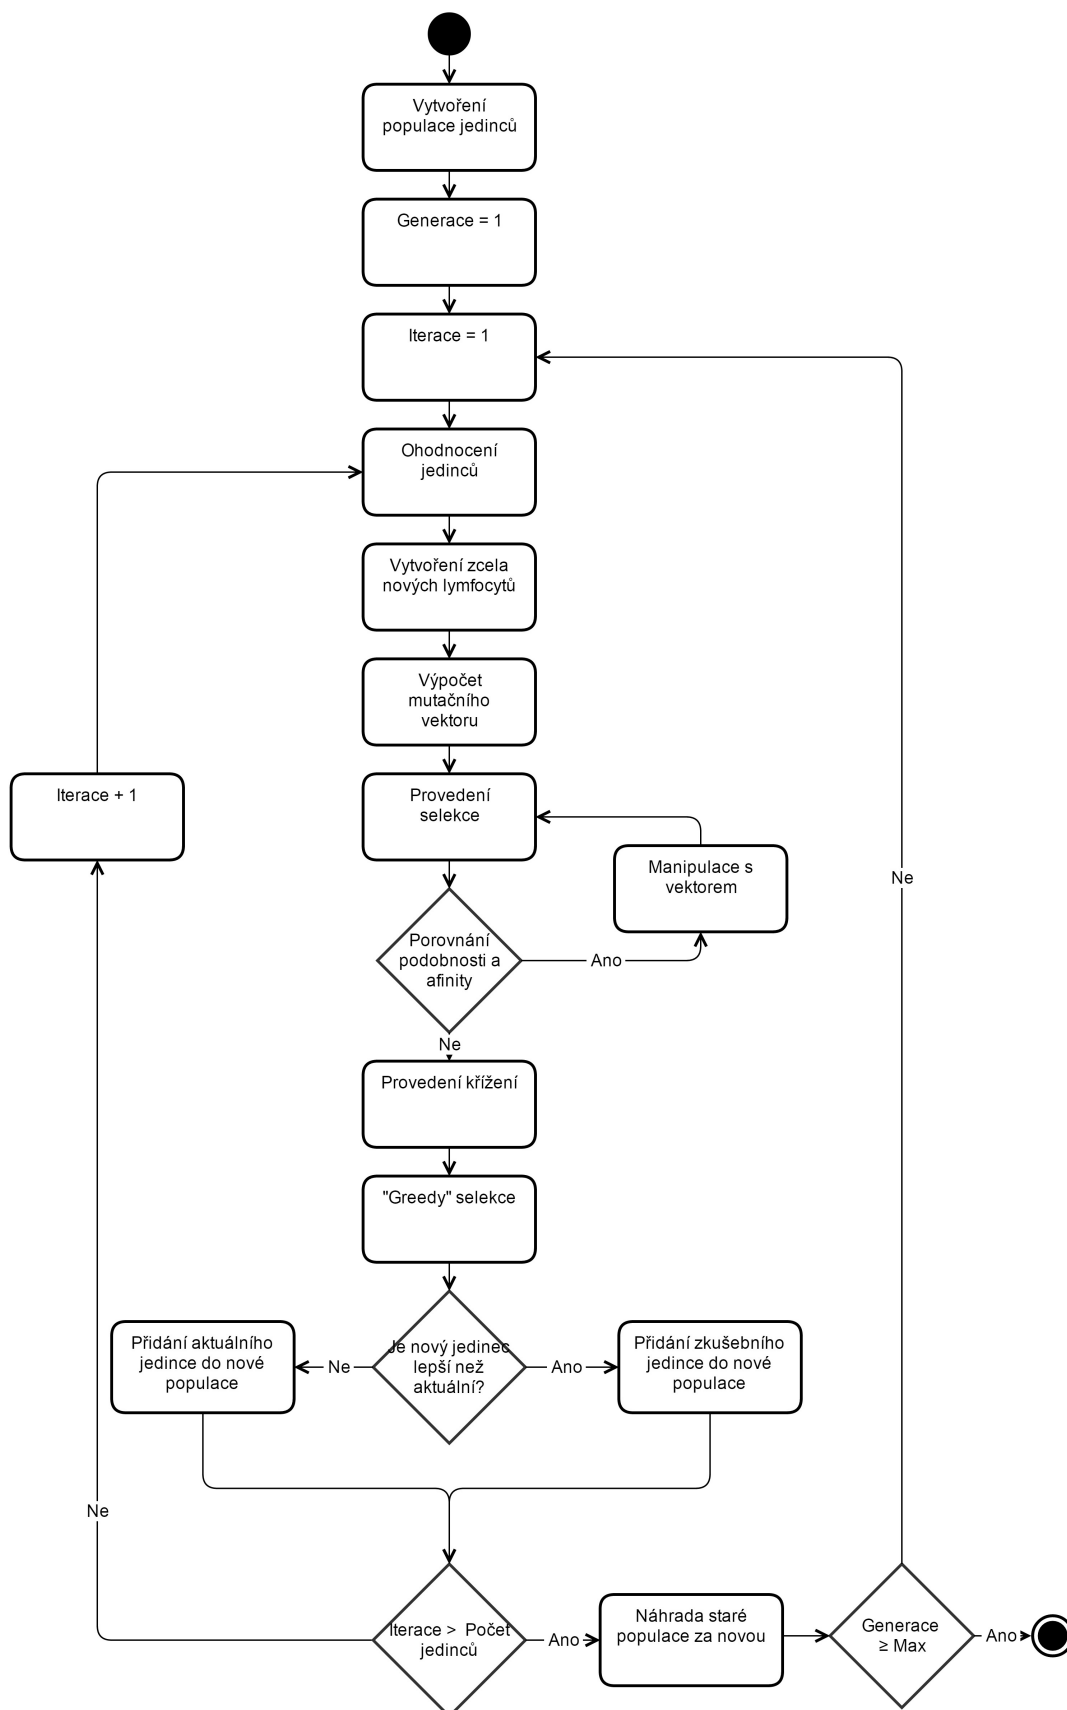 Vytvoření
populace jedinců
Generace = 1
Iterace = 1
Ohodnocení
jedinců
Vytvoření zcela
nových lymfocytů
Výpočet
mutačního
vektoru
Iterace + 1
Provedení
selekce
Manipulace s
vektorem
Ne
Porovnání
podobnosti a
afinity
Ano
Ne
Provedení křížení
"Greedy" selekce
Přidání aktuálního
jedince do nové
populace
Ne
Je nový jedinec
lepší než
aktuální?
Ano
Přidání zkušebního
jedince do nové
populace
Ne
Iterace > Počet
jedinců
Ano
Náhrada staré
populace za novou
Generace
≥ Max
Ano